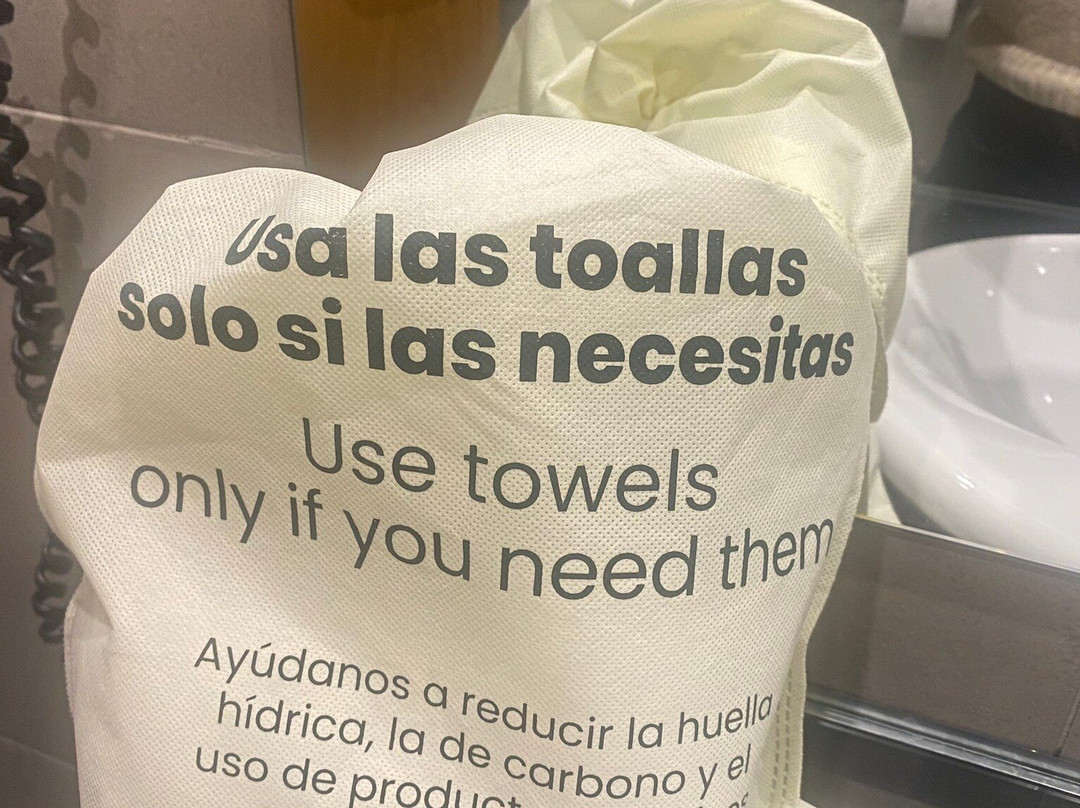 Usa las toallas
solo si las necesitas
Use towels
only if you need them
Ayúdanos a reducir la huella
hídrica, la de carbono y el
uso de